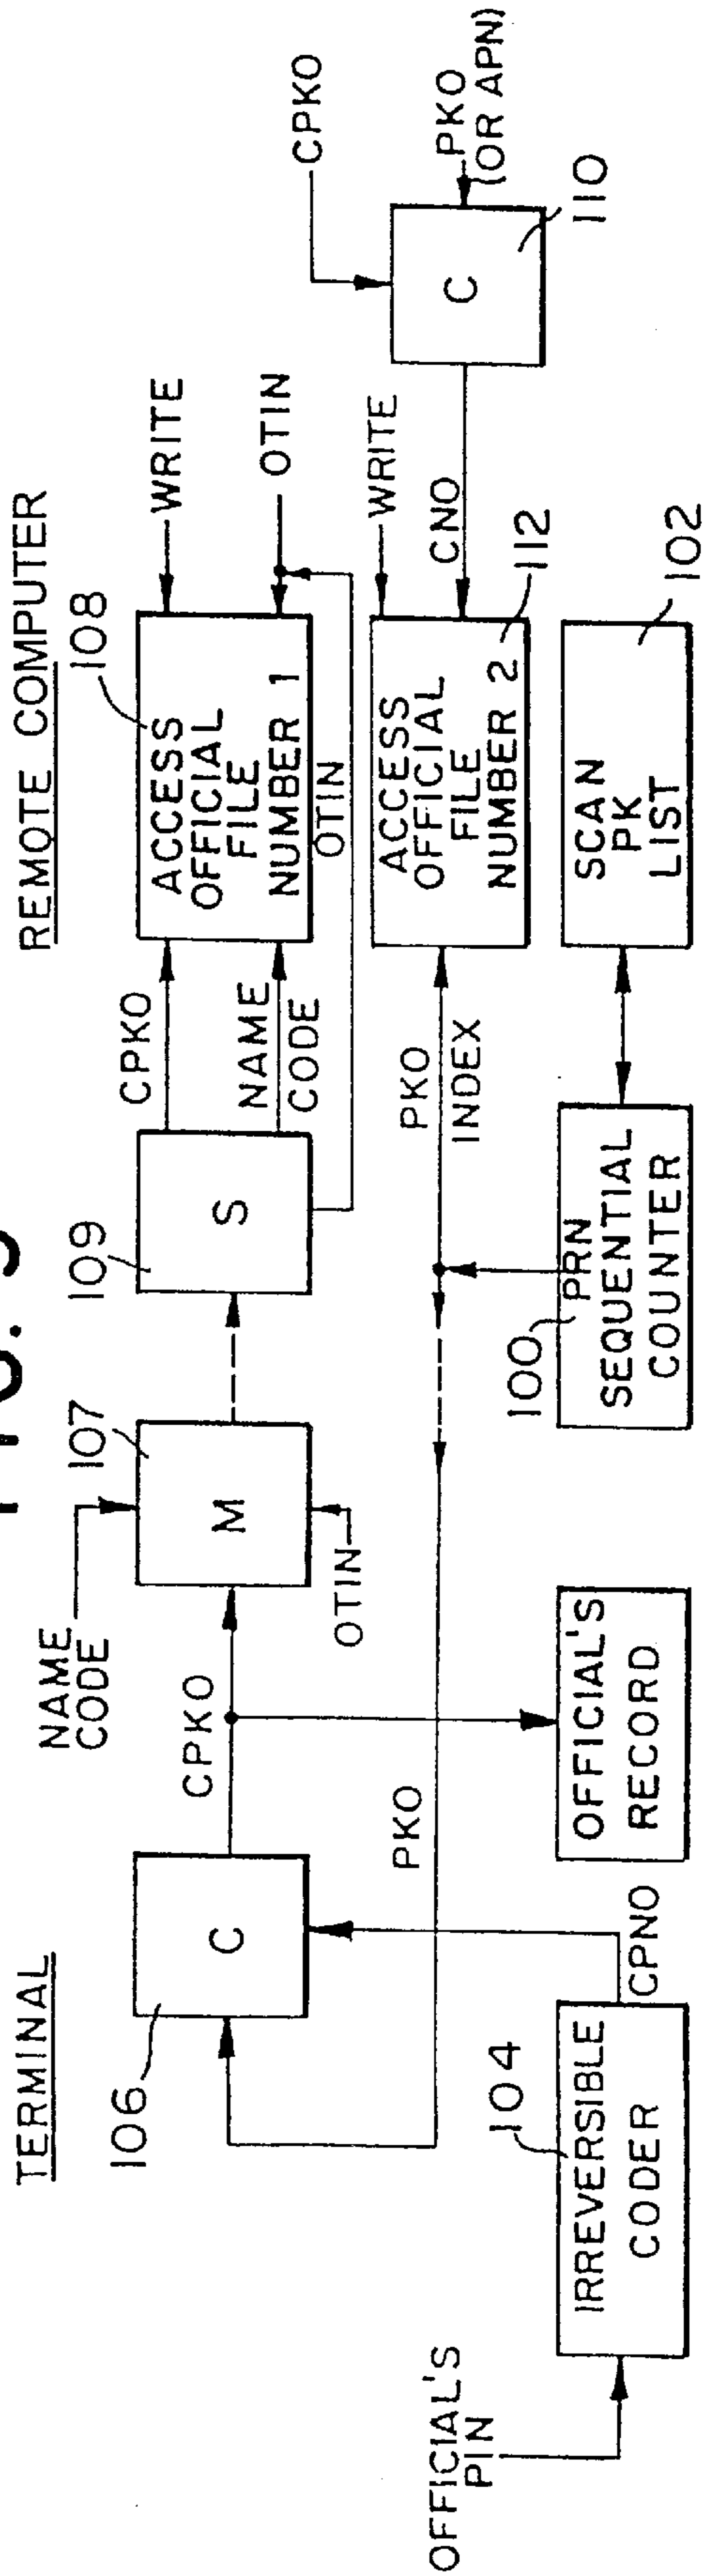 FIG.
TERMINAL
REMOTE COMPUTER
NAME
CODE
107
109
108
WRITE
106
C
CPKO
M
S
CPKO
NAME
CODE
ACCESS
OFFICIAL
FILE
NUMBER 1
OTIN
OTIN
OTIN
CPKO
PKO
PKO
INDEX
ACCESS
OFFICIAL
FILE
NUMBER 2
WRITE
CNO
112
C
PKO
(OR APN)
110
OFFICIAL'S
PIN
104
IRREVERSIBLE
CODER
CPNO
OFFICIAL'S
RECORD
100
PRN
SEQUENTIAL
COUNTER
SCAN
PK
LIST
102